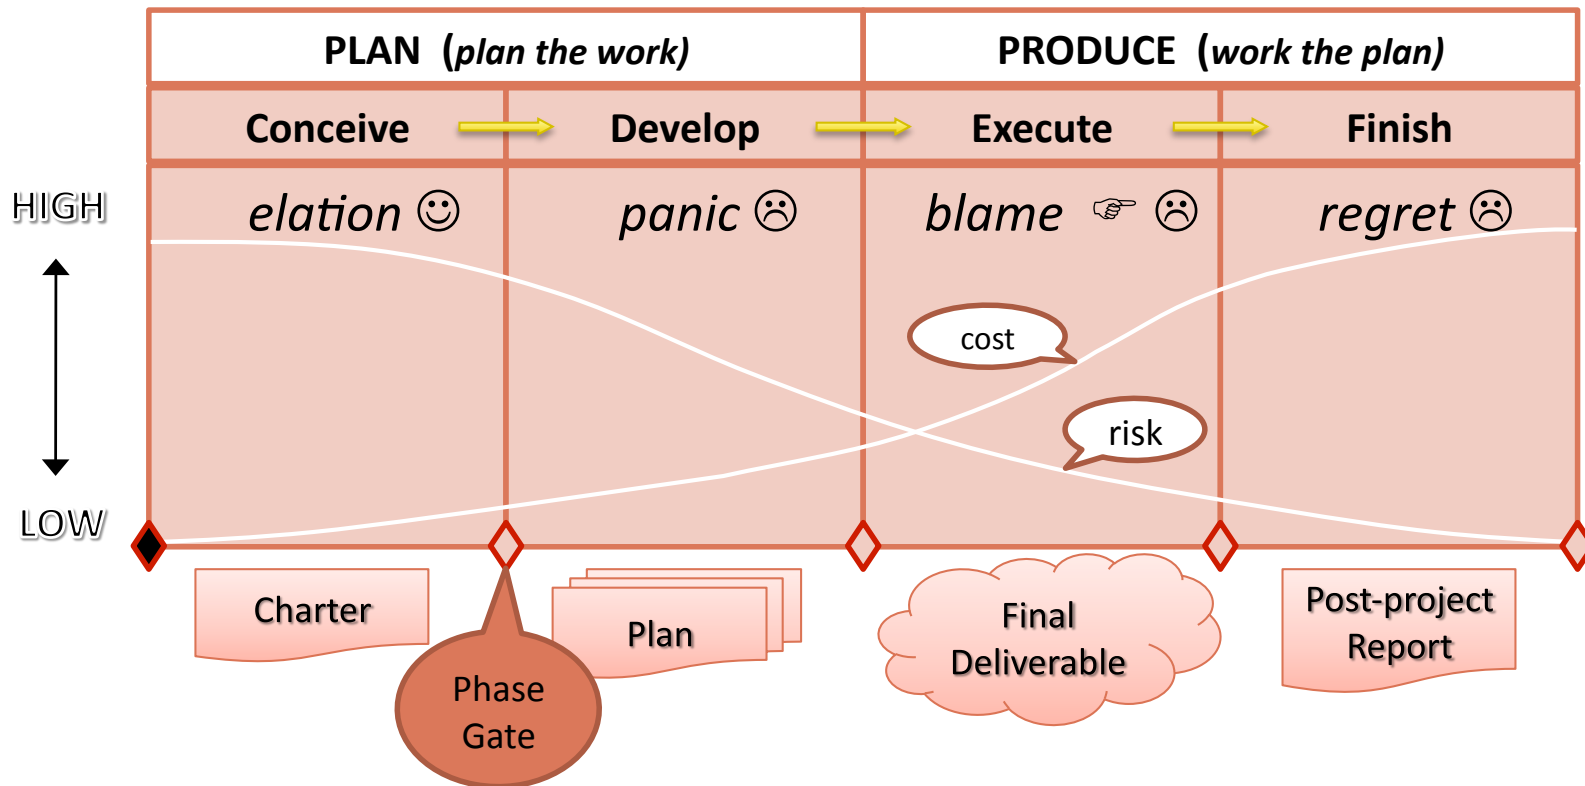 PLAN (plan the work)
PRODUCE (work the plan)
Conceive
Develop
Execute
Finish
HIGH
elation
panic
blame
regret
cost
risk
LOW
Charter
Phase
Gate
Plan
Final
Deliverable
Post-project
Report